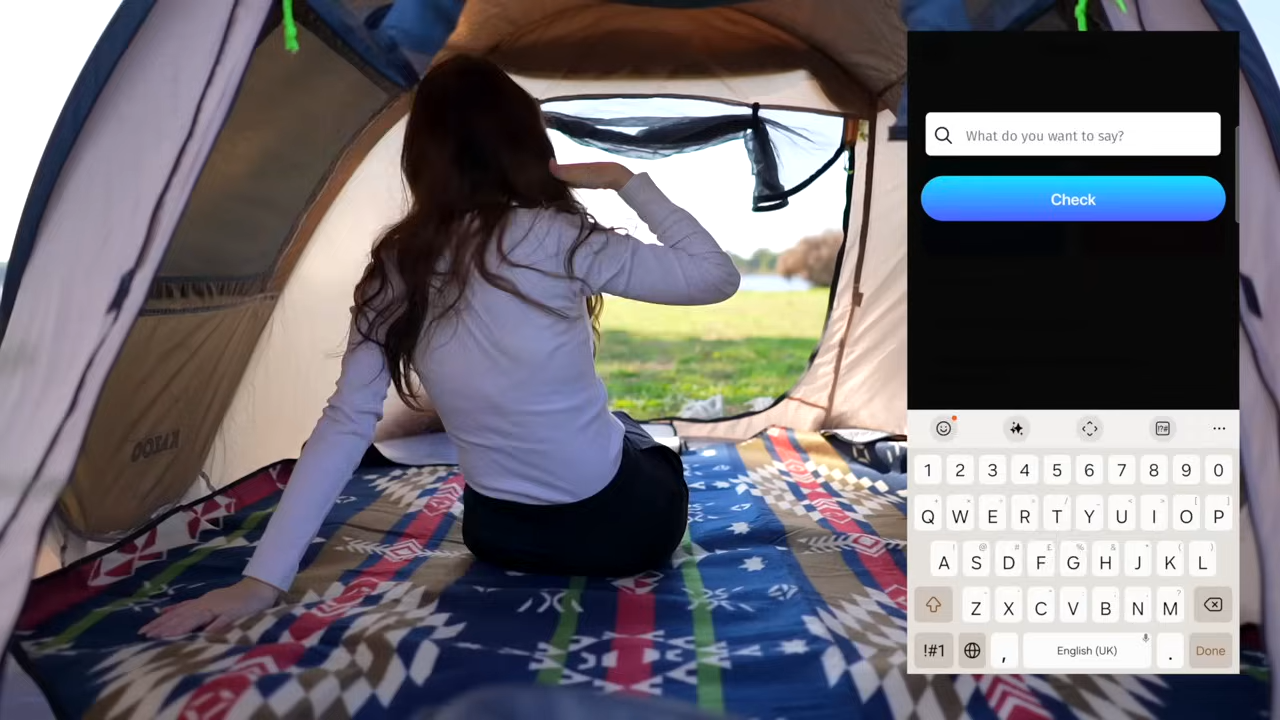 KAZOO
What do you want to say?
Check
!?#
1 2 3 4 5 6 7 8 9 0
Q W E R T Y U I O P
A S D F G H J K L
Z X C V B N M
!#1 , English (UK) . Done